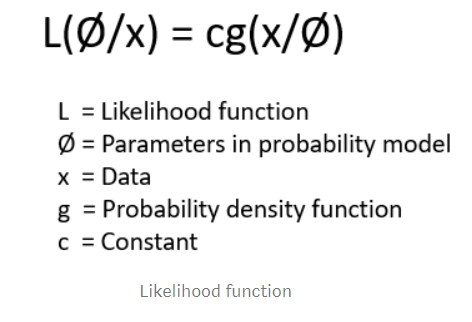 L(Ø/x) = cg(x/Ø)
L = Likelihood function
Ø = Parameters in probability model
x = Data
g = Probability density function
c = Constant
Likelihood function